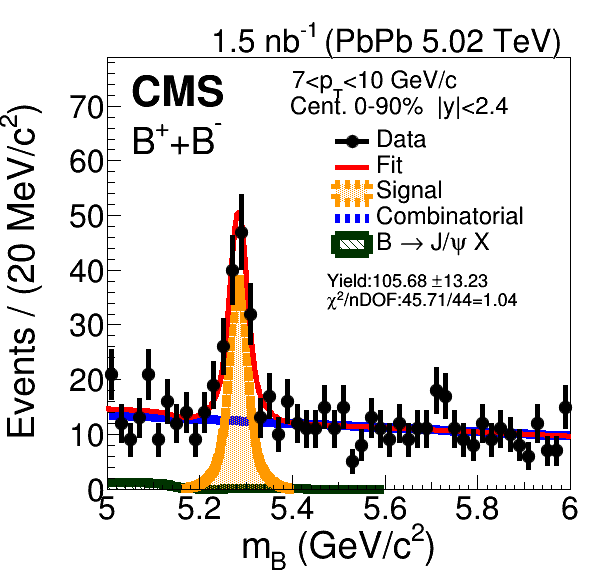 1.5 nb⁻¹ (PbPb 5.02 TeV)
CMS
7<p_T<10 GeV/c
Cent. 0-90% |y|<2.4
B⁺+B⁻
Data
Fit
Signal
Combinatorial
B → J/ψ X
Yield:105.68 ±13.23
χ²/nDOF:45.71/44=1.04
Events / (20 MeV/c²)
70
60
50
40
30
20
10
0
5 5.2 5.4 5.6 5.8 6
m_B (GeV/c²)